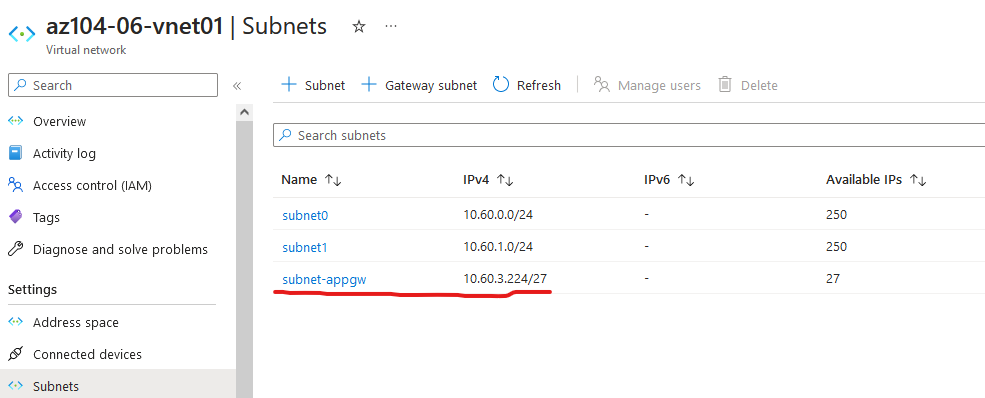 az104-06-vnet01 | Subnets
Virtual network
Search
Overview
Activity log
Access control (IAM)
Tags
Diagnose and solve problems
Settings
Address space
Connected devices
Subnets
Subnet Gateway subnet Refresh Manage users Delete
Search subnets
Name IPv4 IPv6 Available IPs
subnet0 10.60.0.0/24 - 250
subnet1 10.60.1.0/24 - 250
subnet-appgw 10.60.3.224/27 - 27